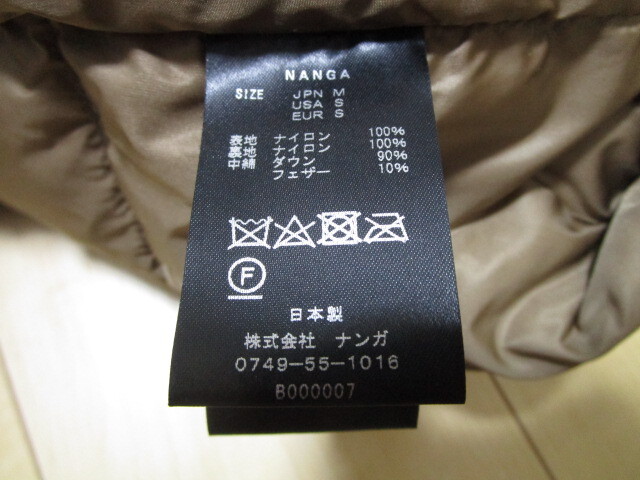 NANGA
SIZE JPN M
USA S
EUR S
表地 ナイロン 100%
裏地 ナイロン 100%
中綿 ダウン 90%
フェザー 10%
F
日本製
株式会社 ナンガ
0749-55-1016
B000007